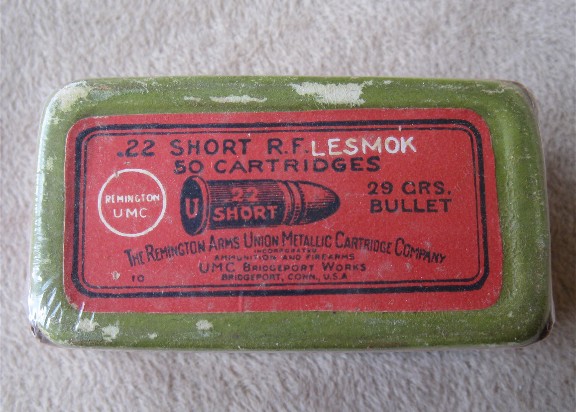 .22 SHORT R.F. LESMOK
50 CARTRIDGES
REMINGTON
UMC
U
22
SHORT
29 GRS.
BULLET
THE REMINGTON ARMS UNION METALLIC CARTRIDGE COMPANY
INCORPORATED
AMMUNITION AND FIREARMS
UMC BRIDGEPORT WORKS
BRIDGEPORT, CONN., U.S.A
10